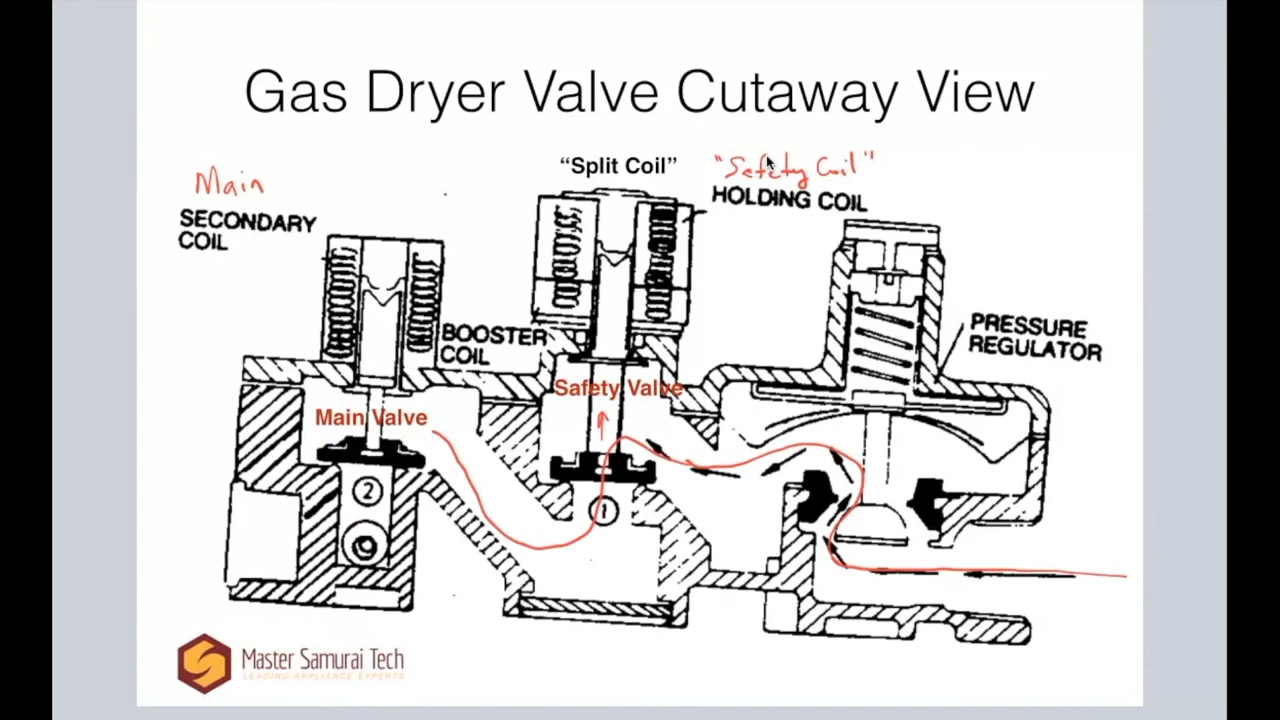 Gas Dryer Valve Cutaway View
"Split Coil"
"Safety Coil"
HOLDING COIL
Main
SECONDARY
COIL
BOOSTER
COIL
PRESSURE
REGULATOR
Safety Valve
Main Valve
2
1
Master Samurai Tech
LEADING APPLIANCE EXPERTS